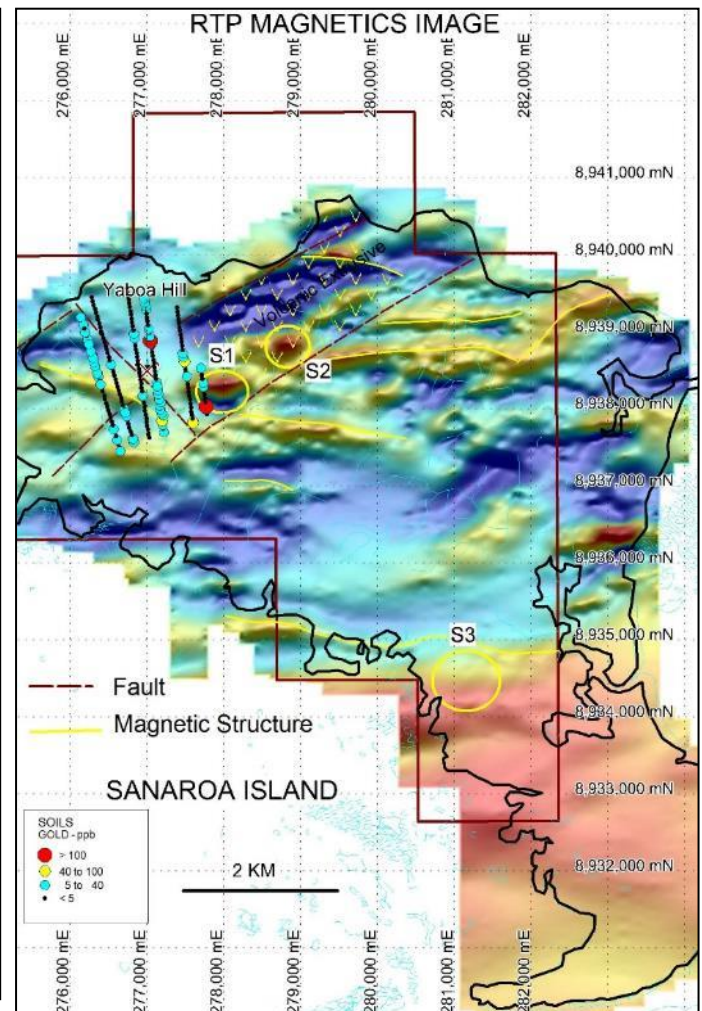 RTP MAGNETICS IMAGE
276,000 mE
277,000 mE
278,000 mE
279,000 mE
280,000 mE
281,000 mE
282,000 mE
8,941,000 mN
8,940,000 mN
Yaboa Hill
Volcanic Extrusive
8,939,000 mN
S1
S2
8,938,000 mN
8,937,000 mN
8,936,000 mN
S3
8,935,000 mN
Fault
8,934,000 mN
Magnetic Structure
SANAROA ISLAND
8,933,000 mN
SOILS
GOLD - ppb
> 100
40 to 100
5 to 40
< 5
2 KM
8,932,000 mN
276,000 mE
277,000 mE
278,000 mE
279,000 mE
280,000 mE
281,000 mE
282,000 mE